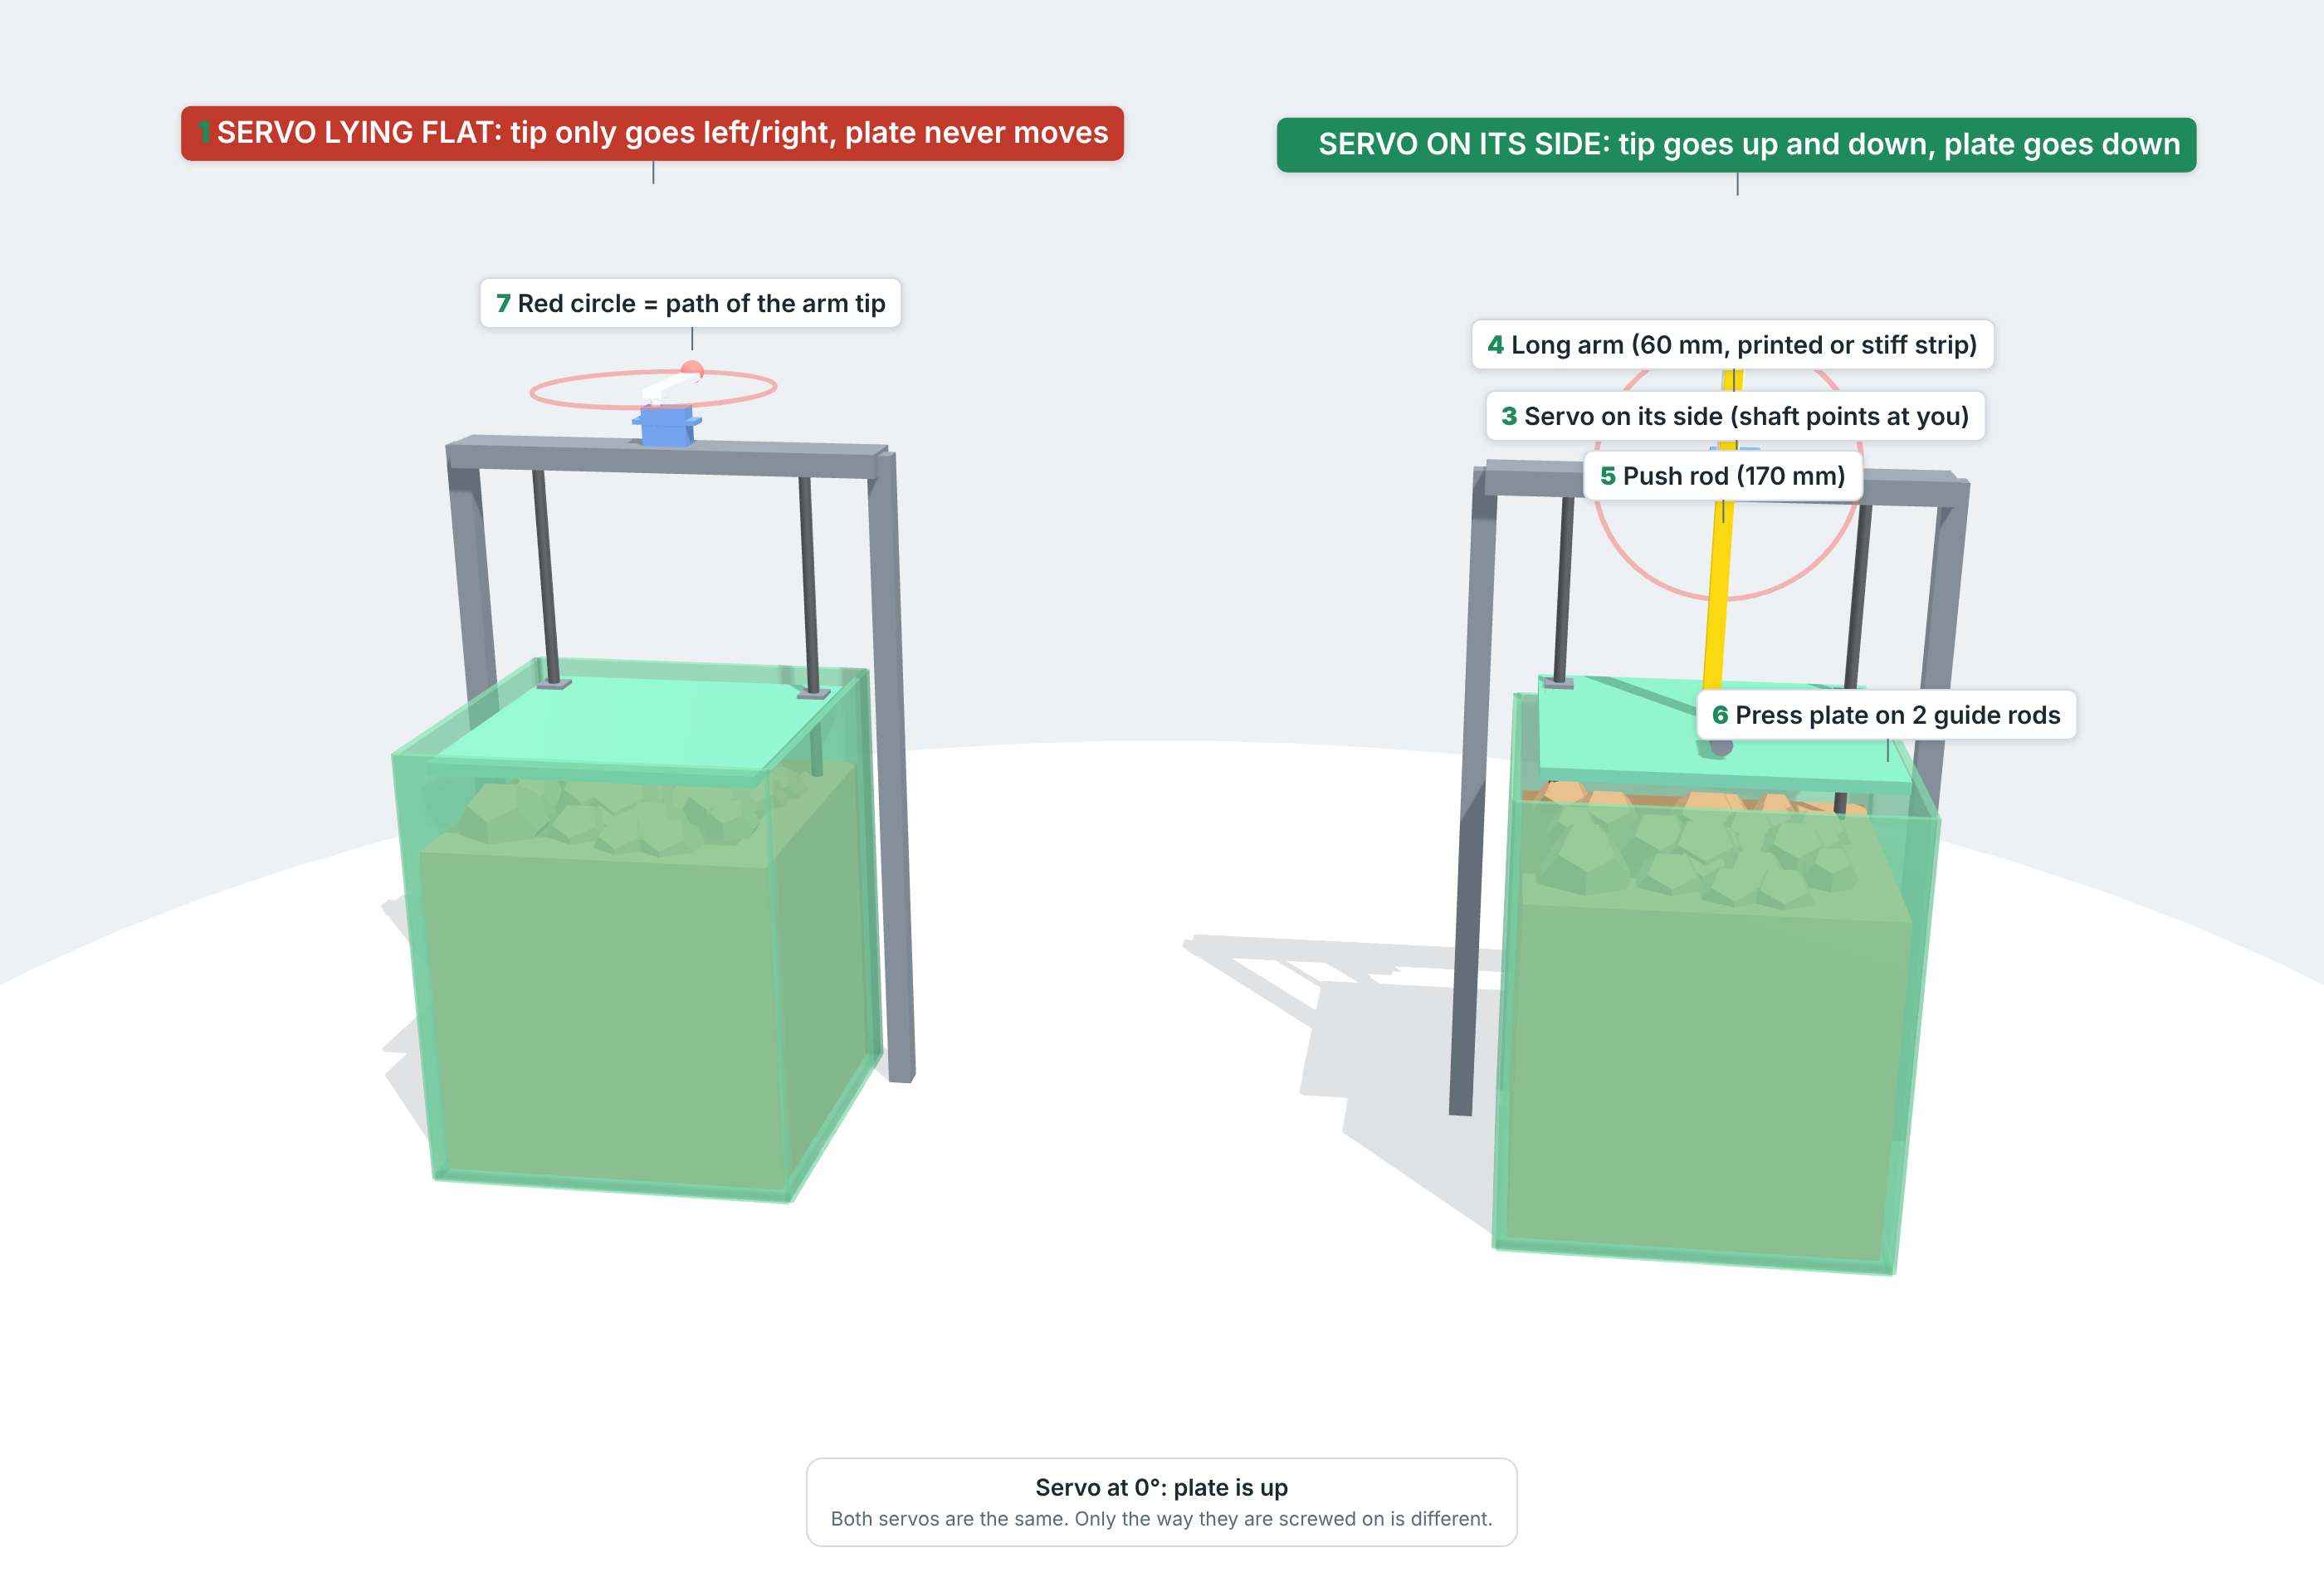 1 SERVO LYING FLAT: tip only goes left/right, plate never moves
SERVO ON ITS SIDE: tip goes up and down, plate goes down
7 Red circle = path of the arm tip
4 Long arm (60 mm, printed or stiff strip)
3 Servo on its side (shaft points at you)
5 Push rod (170 mm)
6 Press plate on 2 guide rods
Servo at 0°: plate is up
Both servos are the same. Only the way they are screwed on is different.